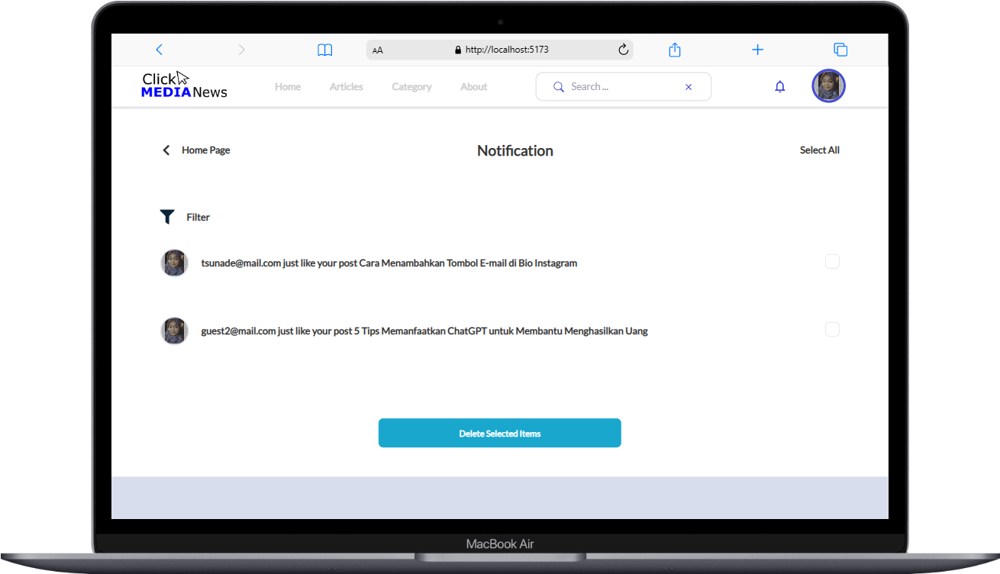 AA
http://localhost:5173
Click
MEDIANews
Home Articles Category About Search ...
Home Page
Notification
Select All
Filter
tsunade@mail.com just like your post Cara Menambahkan Tombol E-mail di Bio Instagram
guest2@mail.com just like your post 5 Tips Memanfaatkan ChatGPT untuk Membantu Menghasilkan Uang
Delete Selected Items
MacBook Air